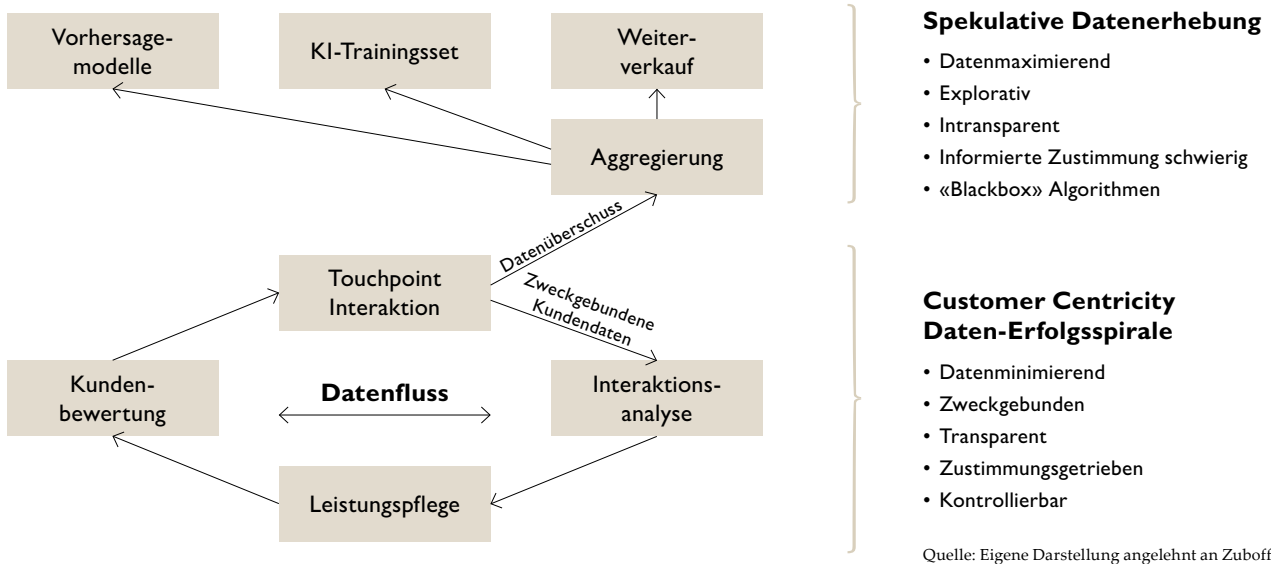 Vorhersage-
modelle
KI-Trainingsset
Weiter-
verkauf
Aggregierung
Datenüberschuss
Touchpoint
Interaktion
Zweckgebundene
Kundendaten
Kunden-
bewertung
Datenfluss
Interaktions-
analyse
Leistungspflege
Spekulative Datenerhebung
• Datenmaximierend
• Explorativ
• Intransparent
• Informierte Zustimmung schwierig
• «Blackbox» Algorithmen
Customer Centricity
Daten-Erfolgsspirale
• Datenminimierend
• Zweckgebunden
• Transparent
• Zustimmungsgetrieben
• Kontrollierbar
Quelle: Eigene Darstellung angelehnt an Zuboff